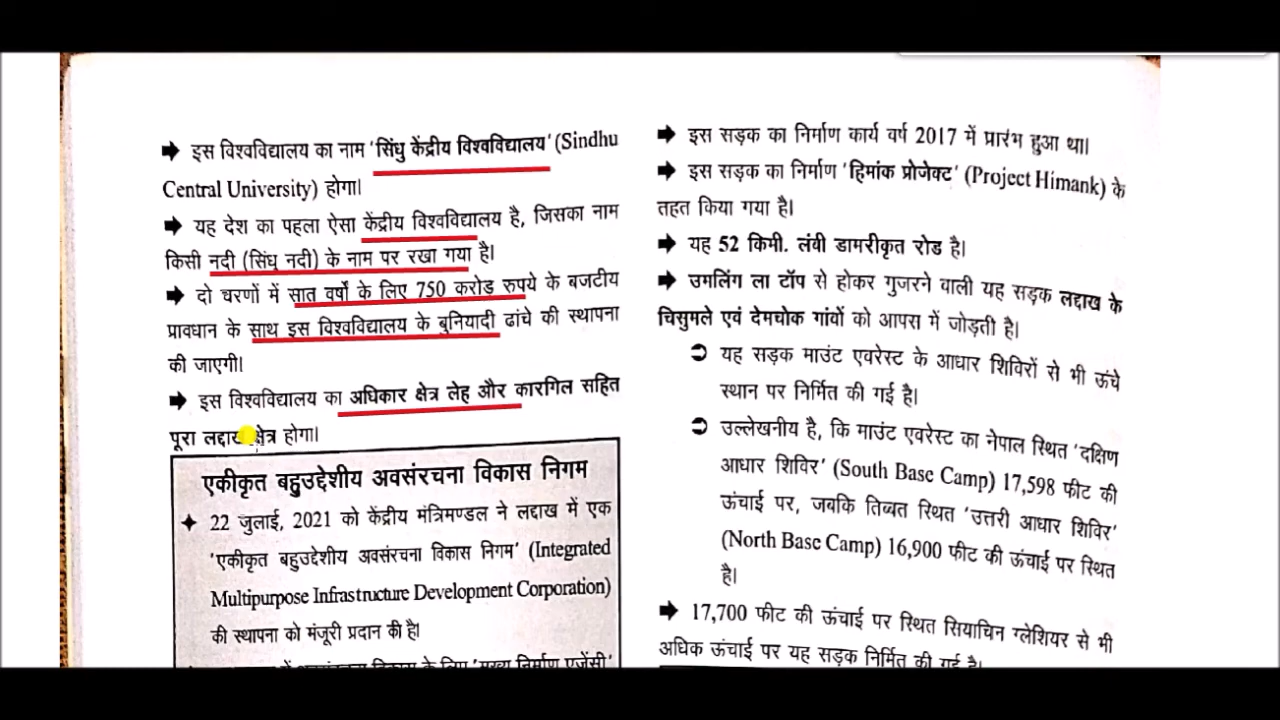 ➡ इस विश्वविद्यालय का नाम 'सिंधु केंद्रीय विश्वविद्यालय' (Sindhu
Central University) होगा।
➡ यह देश का पहला ऐसा केंद्रीय विश्वविद्यालय है, जिसका नाम
किसी नदी (सिंधु नदी) के नाम पर रखा गया है।
➡ दो चरणों में सात वर्षों के लिए 750 करोड़ रुपये के बजटीय
प्रावधान के साथ इस विश्वविद्यालय के बुनियादी ढांचे की स्थापना
की जाएगी।
➡ इस विश्वविद्यालय का अधिकार क्षेत्र लेह और कारगिल सहित
पूरा लद्दाख क्षेत्र होगा।
एकीकृत बहुउद्देशीय अवसंरचना विकास निगम
✦ 22 जुलाई, 2021 को केंद्रीय मंत्रिमण्डल ने लद्दाख में एक
'एकीकृत बहुउद्देशीय अवसंरचना विकास निगम' (Integrated
Multipurpose Infrastructure Development Corporation)
की स्थापना को मंजूरी प्रदान की है।
में अवसंरचना विकास के लिए 'मुख्य निर्माण एजेंसी'
➡ इस सड़क का निर्माण कार्य वर्ष 2017 में प्रारंभ हुआ था।
➡ इस सड़क का निर्माण 'हिमांक प्रोजेक्ट' (Project Himank) के
तहत किया गया है।
➡ यह 52 किमी. लंबी डामरीकृत रोड है।
➡ उमलिंग ला टॉप से होकर गुजरने वाली यह सड़क लद्दाख के
चिसुमले एवं देमचोक गांवों को आपस में जोड़ती है।
➲ यह सड़क माउंट एवरेस्ट के आधार शिविरों से भी ऊंचे
स्थान पर निर्मित की गई है।
➲ उल्लेखनीय है, कि माउंट एवरेस्ट का नेपाल स्थित 'दक्षिण
आधार शिविर' (South Base Camp) 17,598 फीट की
ऊंचाई पर, जबकि तिब्बत स्थित 'उत्तरी आधार शिविर'
(North Base Camp) 16,900 फीट की ऊंचाई पर स्थित
है।
➡ 17,700 फीट की ऊंचाई पर स्थित सियाचिन ग्लेशियर से भी
अधिक ऊंचाई पर यह सड़क निर्मित की गई है।